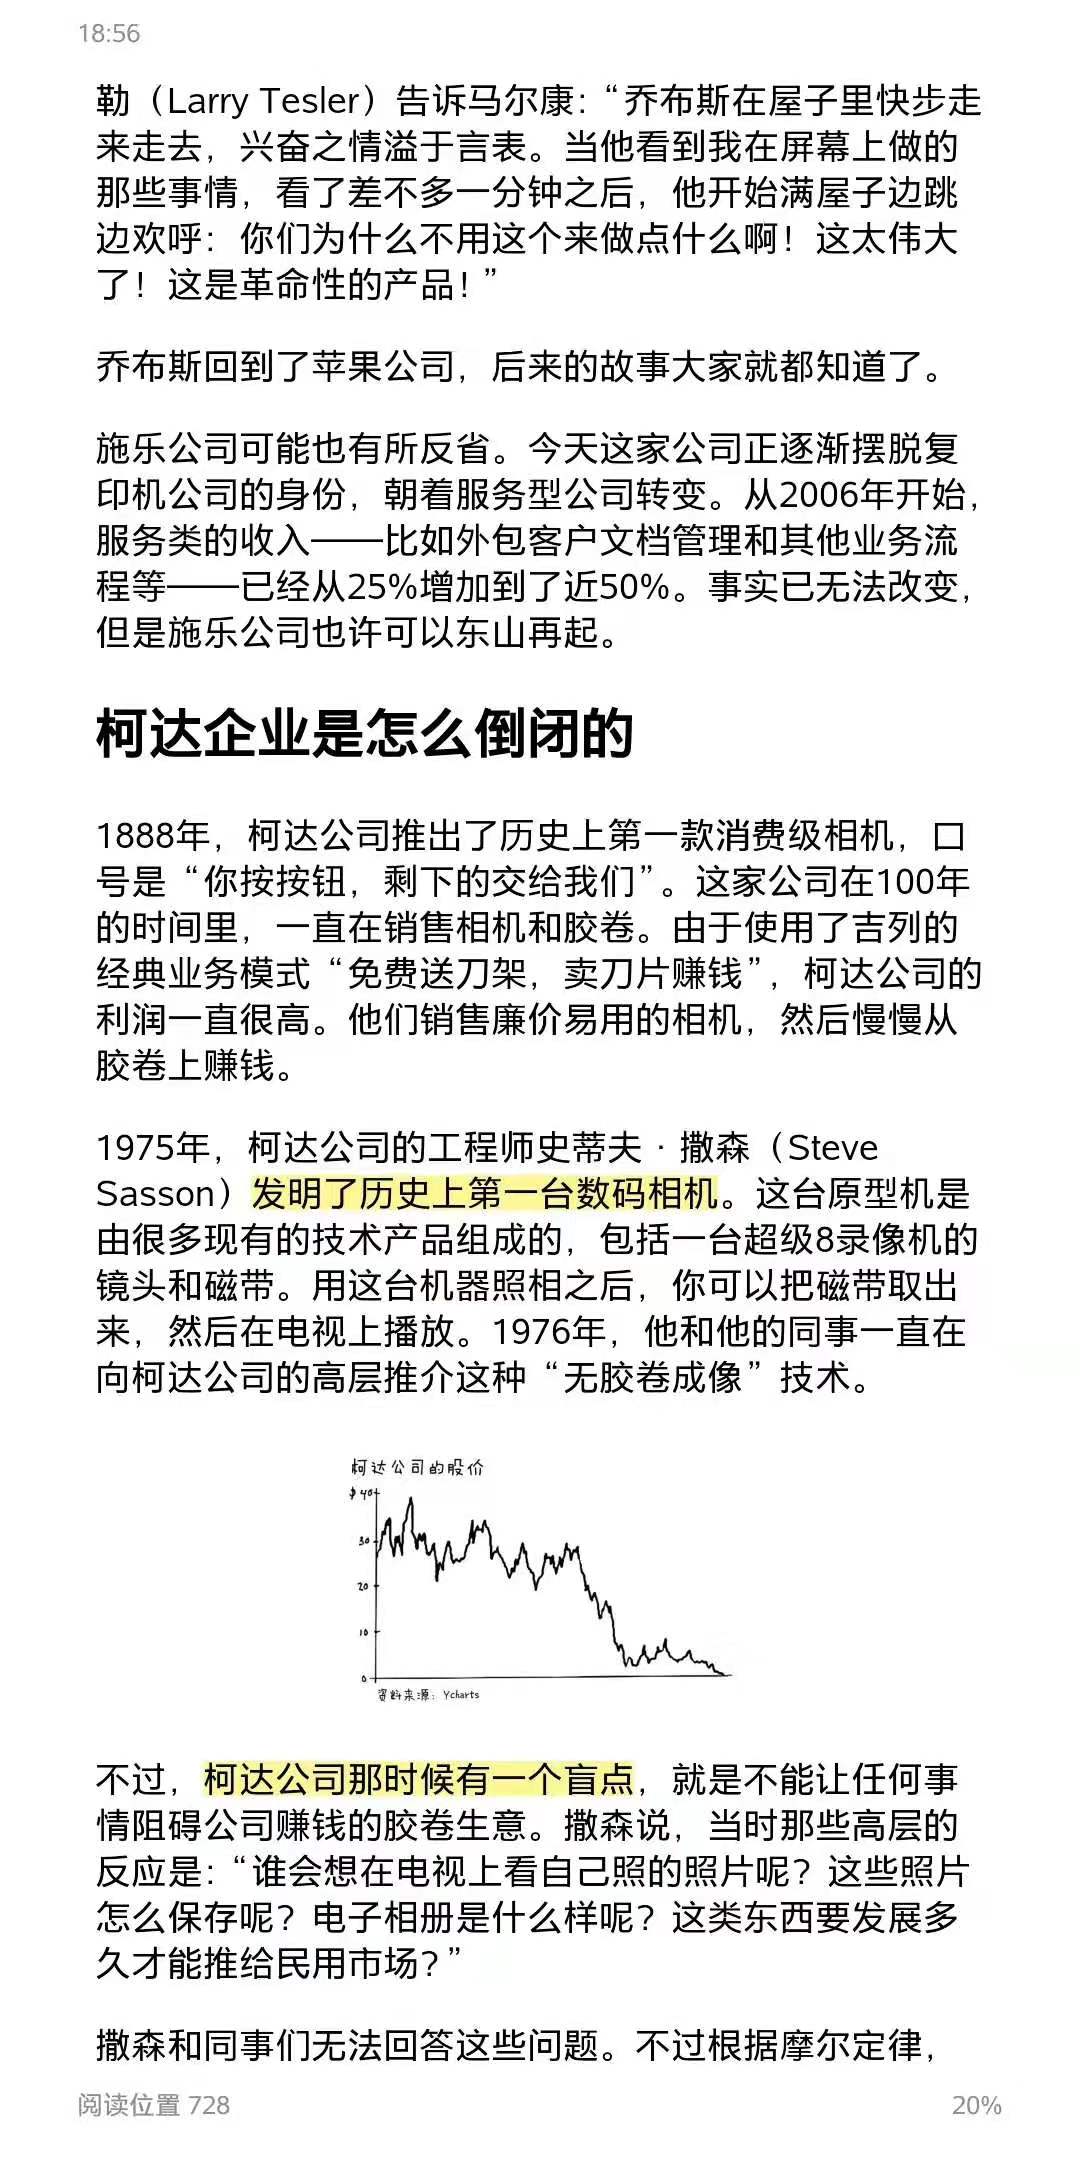 18:56
勒（Larry Tesler）告诉马尔康：“乔布斯在屋子里快步走
来走去，兴奋之情溢于言表。当他看到我在屏幕上做的
那些事情，看了差不多一分钟之后，他开始满屋子边跳
边欢呼：你们为什么不用这个来做点什么啊！这太伟大
了！这是革命性的产品！”
乔布斯回到了苹果公司，后来的故事大家就都知道了。
施乐公司可能也有所反省。今天这家公司正逐渐摆脱复
印机公司的身份，朝着服务型公司转变。从2006年开始，
服务类的收入——比如外包客户文档管理和其他业务流
程等——已经从25%增加到了近50%。事实已无法改变，
但是施乐公司也许可以东山再起。
柯达企业是怎么倒闭的
1888年，柯达公司推出了历史上第一款消费级相机，口
号是“你按按钮，剩下的交给我们”。这家公司在100年
的时间里，一直在销售相机和胶卷。由于使用了吉列的
经典业务模式“免费送刀架，卖刀片赚钱”，柯达公司的
利润一直很高。他们销售廉价易用的相机，然后慢慢从
胶卷上赚钱。
1975年，柯达公司的工程师史蒂夫·撒森（Steve
Sasson）发明了历史上第一台数码相机。这台原型机是
由很多现有的技术产品组成的，包括一台超级8录像机的
镜头和磁带。用这台机器照相之后，你可以把磁带取出
来，然后在电视上播放。1976年，他和他的同事一直在
向柯达公司的高层推介这种“无胶卷成像”技术。
柯达公司的股价
$40
30
20
10
0
资料来源：Ycharts
不过，柯达公司那时候有一个盲点，就是不能让任何事
情阻碍公司赚钱的胶卷生意。撒森说，当时那些高层的
反应是：“谁会想在电视上看自己照的照片呢？这些照片
怎么保存呢？电子相册是什么样呢？这类东西要发展多
久才能推给民用市场？”
撒森和同事们无法回答这些问题。不过根据摩尔定律，
阅读位置 728
20%